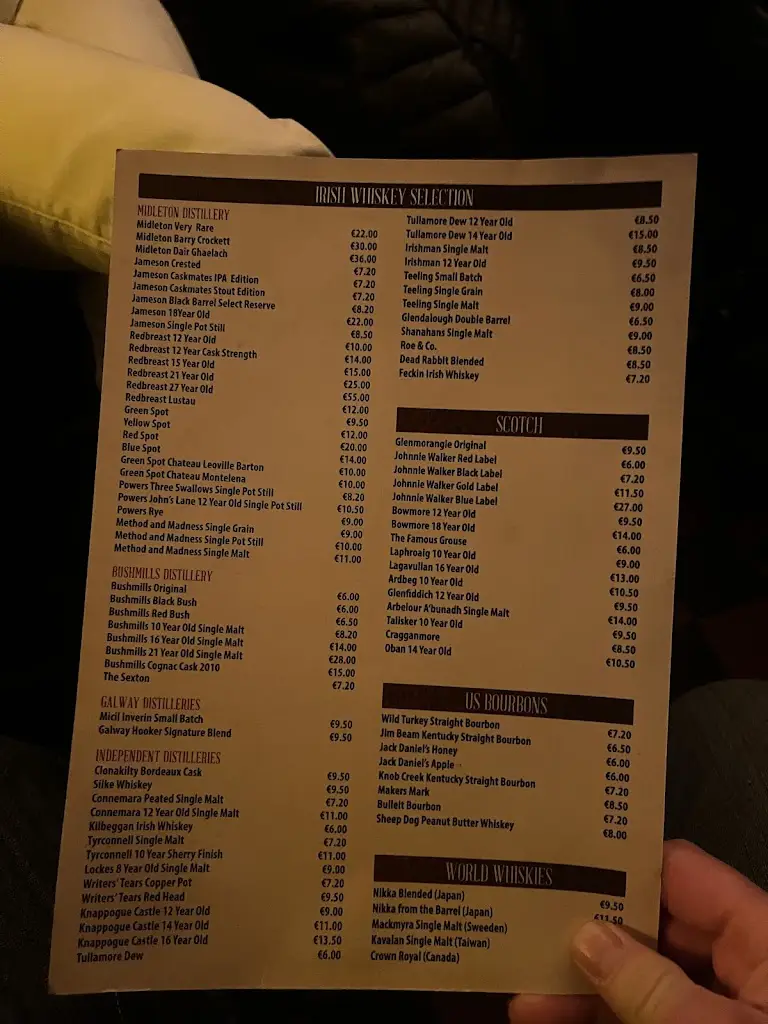 IRISH WHISKEY SELECTION
MIDLETON DISTILLERY
Midleton Very Rare €22.00
Midleton Barry Crockett €30.00
Midleton Dair Ghaelach €36.00
Jameson Crested €7.20
Jameson Caskmates IPA Edition €7.20
Jameson Caskmates Stout Edition €7.20
Jameson Black Barrel Select Reserve €8.20
Jameson 18Year Old €22.00
Jameson Single Pot Still €8.50
Redbreast 12 Year Old €10.00
Redbreast 12 Year Cask Strength €14.00
Redbreast 15 Year Old €15.00
Redbreast 21 Year Old €25.00
Redbreast 27 Year Old €55.00
Redbreast Lustau €12.00
Green Spot €9.50
Yellow Spot €12.00
Red Spot €20.00
Blue Spot €14.00
Green Spot Chateau Leoville Barton €10.00
Green Spot Chateau Montelena €10.00
Powers Three Swallows Single Pot Still €8.20
Powers John's Lane 12 Year Old Single Pot Still €10.50
Powers Rye €9.00
Method and Madness Single Grain €9.00
Method and Madness Single Pot Still €10.00
Method and Madness Single Malt €11.00
BUSHMILLS DISTILLERY
Bushmills Original €6.00
Bushmills Black Bush €6.00
Bushmills Red Bush €6.50
Bushmills 10 Year Old Single Malt €8.20
Bushmills 16 Year Old Single Malt €14.00
Bushmills 21 Year Old Single Malt €28.00
Bushmills Cognac Cask 2010 €15.00
The Sexton €7.20
GALWAY DISTILLERIES
Micil Inverin Small Batch €9.50
Galway Hooker Signature Blend €9.50
INDEPENDENT DISTILLERIES
Clonakilty Bordeaux Cask €9.50
Silke Whiskey €9.50
Connemara Peated Single Malt €7.20
Connemara 12 Year Old Single Malt €11.00
Kilbeggan Irish Whiskey €6.00
Tyrconnell Single Malt €7.20
Tyrconnell 10 Year Sherry Finish €11.00
Lockes 8 Year Old Single Malt €9.00
Writers' Tears Copper Pot €7.20
Writers' Tears Red Head €9.50
Knappogue Castle 12 Year Old €9.00
Knappogue Castle 14 Year Old €11.00
Knappogue Castle 16 Year Old €13.50
Tullamore Dew €6.00
Tullamore Dew 12 Year Old €8.50
Tullamore Dew 14 Year Old €15.00
Irishman Single Malt €8.50
Irishman 12 Year Old €9.50
Teeling Small Batch €6.50
Teeling Single Grain €8.00
Teeling Single Malt €9.00
Glendalough Double Barrel €6.50
Shanahans Single Malt €9.00
Roe & Co. €8.50
Dead Rabbit Blended €8.50
Feckin Irish Whiskey €7.20
SCOTCH
Glenmorangie Original €9.50
Johnnie Walker Red Label €6.00
Johnnie Walker Black Label €7.20
Johnnie Walker Gold Label €11.50
Johnnie Walker Blue Label €27.00
Bowmore 12 Year Old €9.50
Bowmore 18 Year Old €14.00
The Famous Grouse €6.00
Laphroaig 10 Year Old €9.00
Lagavullan 16 Year Old €13.00
Ardbeg 10 Year Old €10.50
Glenfiddich 12 Year Old €9.50
Arbelour A'bunadh Single Malt €14.00
Talisker 10 Year Old €9.50
Cragganmore €8.50
Oban 14 Year Old €10.50
US BOURBONS
Wild Turkey Straight Bourbon €7.20
Jim Beam Kentucky Straight Bourbon €6.50
Jack Daniel's Honey €6.00
Jack Daniel's Apple €6.00
Knob Creek Kentucky Straight Bourbon €7.20
Makers Mark €8.50
Bulleit Bourbon €7.20
Sheep Dog Peanut Butter Whiskey €8.00
WORLD WHISKIES
Nikka Blended (Japan) €9.50
Nikka from the Barrel (Japan) €11.50
Mackmyra Single Malt (Sweeden)
Kavalan Single Malt (Taiwan)
Crown Royal (Canada)